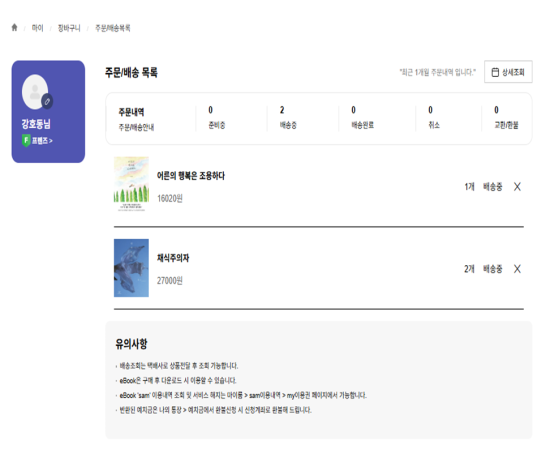 마이 / 장바구니 / 주문/배송목록
강호동님
F 프렌즈 >
주문/배송 목록
"최근 1개월 주문내역 입니다."
상세조회
주문내역
주문/배송안내
0
준비중
2
배송중
0
배송완료
0
취소
0
교환/환불
어른의 행복은 조용하다
16020원
1개 배송중 X
채식주의자
27000원
2개 배송중 X
유의사항
· 배송조회는 택배사로 상품전달 후 조회 가능합니다.
· eBook은 구매 후 다운로드 시 이용할 수 있습니다.
· eBook 'sam' 이용내역 조회 및 서비스 해지는 마이룸 > sam이용내역 > my이용권 페이지에서 가능합니다.
· 반환된 예치금은 나의 통장 > 예치금에서 환불신청 시 신청계좌로 환불해 드립니다.